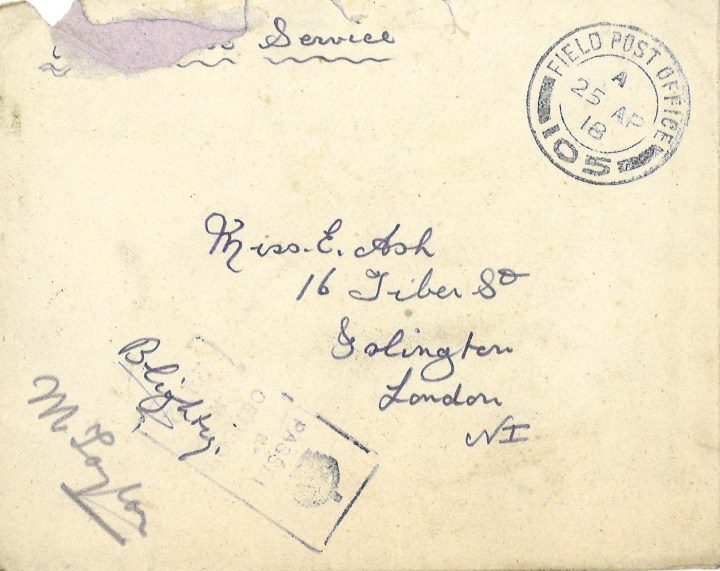 Service
FIELD POST OFFICE
A
25 AP
18
105
Miss. E. Ash
16 Tiber St
Islington
London
N1
Blighty.
PASSED
BY
M Taylor